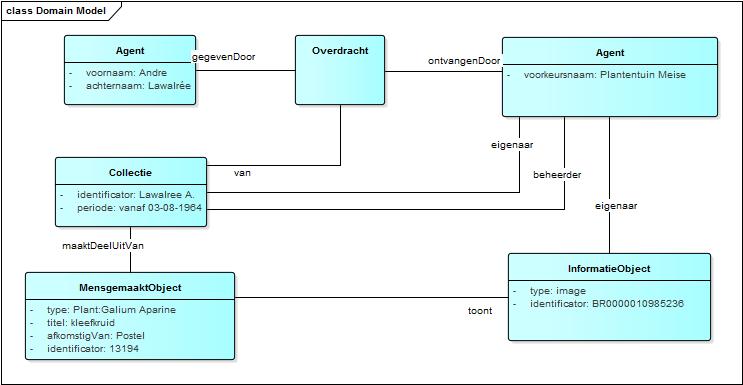 class Domain Model
Agent
- voornaam: Andre
- achternaam: Lawalrée
gegevenDoor
Overdracht
ontvangenDoor
Agent
- voorkeursnaam: Plantentuin Meise
eigenaar
beheerder
eigenaar
van
Collectie
- identificator: Lawalree A.
- periode: vanaf 03-08-1964
maaktDeelUitVan
MensgemaaktObject
- type: Plant:Galium Aparine
- titel: kleefkruid
- afkomstigVan: Postel
- identificator: 13194
toont
InformatieObject
- type: image
- identificator: BR0000010985236